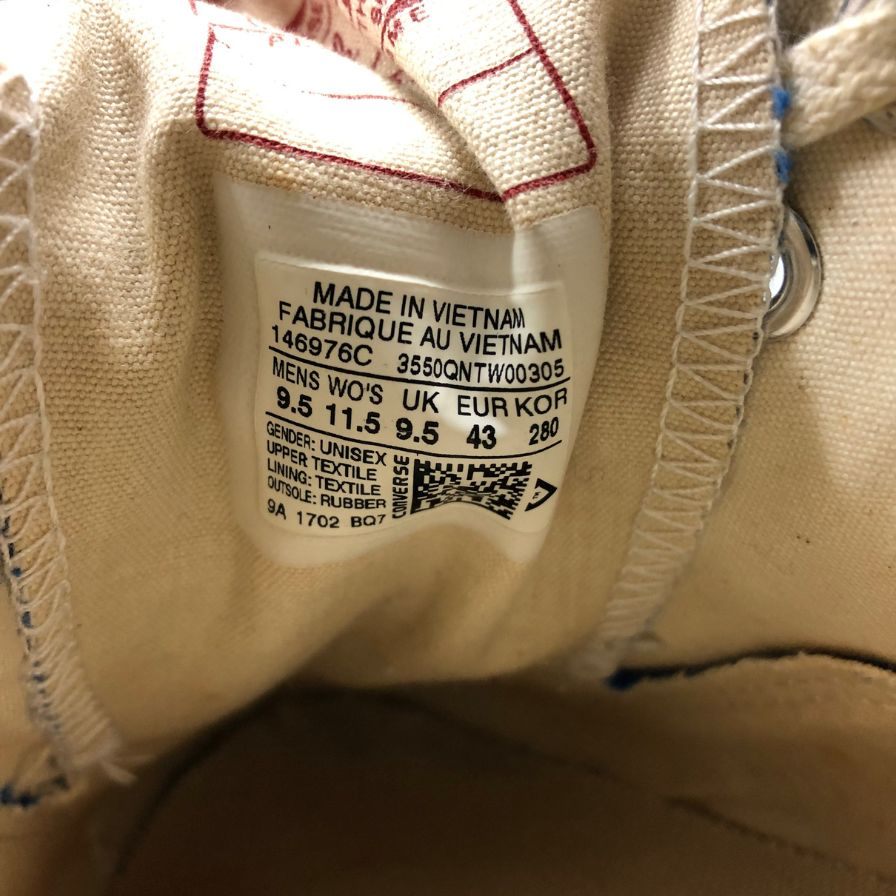 MADE IN VIETNAM
FABRIQUE AU VIETNAM
146976C 3550QNTW00305
MENS WO'S UK EUR KOR
9.5 11.5 9.5 43 280
GENDER: UNISEX
UPPER TEXTILE
LINING: TEXTILE
OUTSOLE: RUBBER
9A 1702 BQ7
CONVERSE